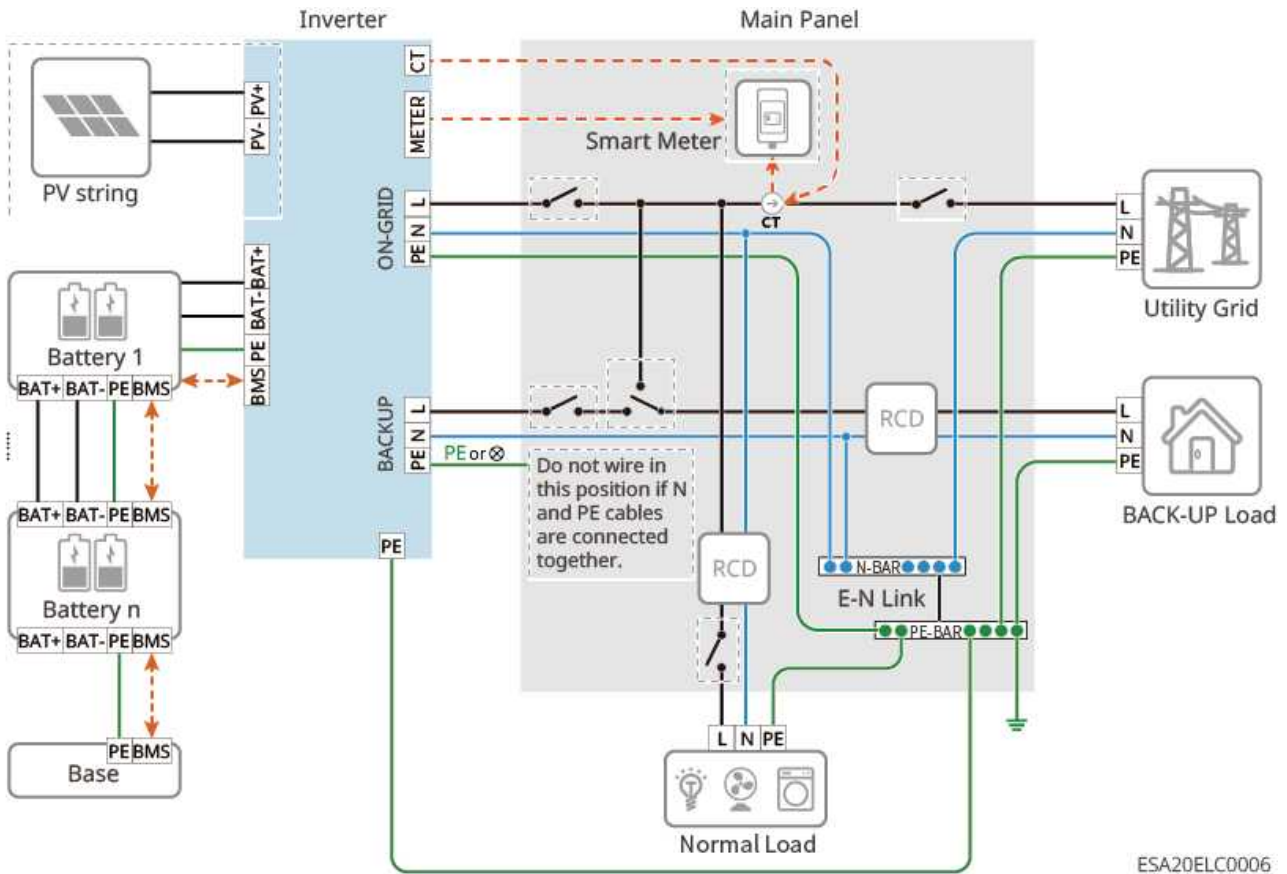 Inverter
Main Panel
PV string
PV+
PV-
CT
METER
Smart Meter
ON-GRID
L
N
PE
CT
L
N
PE
Utility Grid
BAT+
BAT-
PE
BMS
Battery 1
BAT+ BAT- PE BMS
......
BAT+ BAT- PE BMS
Battery n
BAT+ BAT- PE BMS
PE BMS
Base
BACKUP
L
N
PE
PE or ⊗
Do not wire in
this position if N
and PE cables
are connected
together.
PE
RCD
RCD
L
N
PE
BACK-UP Load
N-BAR
E-N Link
PE-BAR
L N PE
Normal Load
ESA20ELC0006